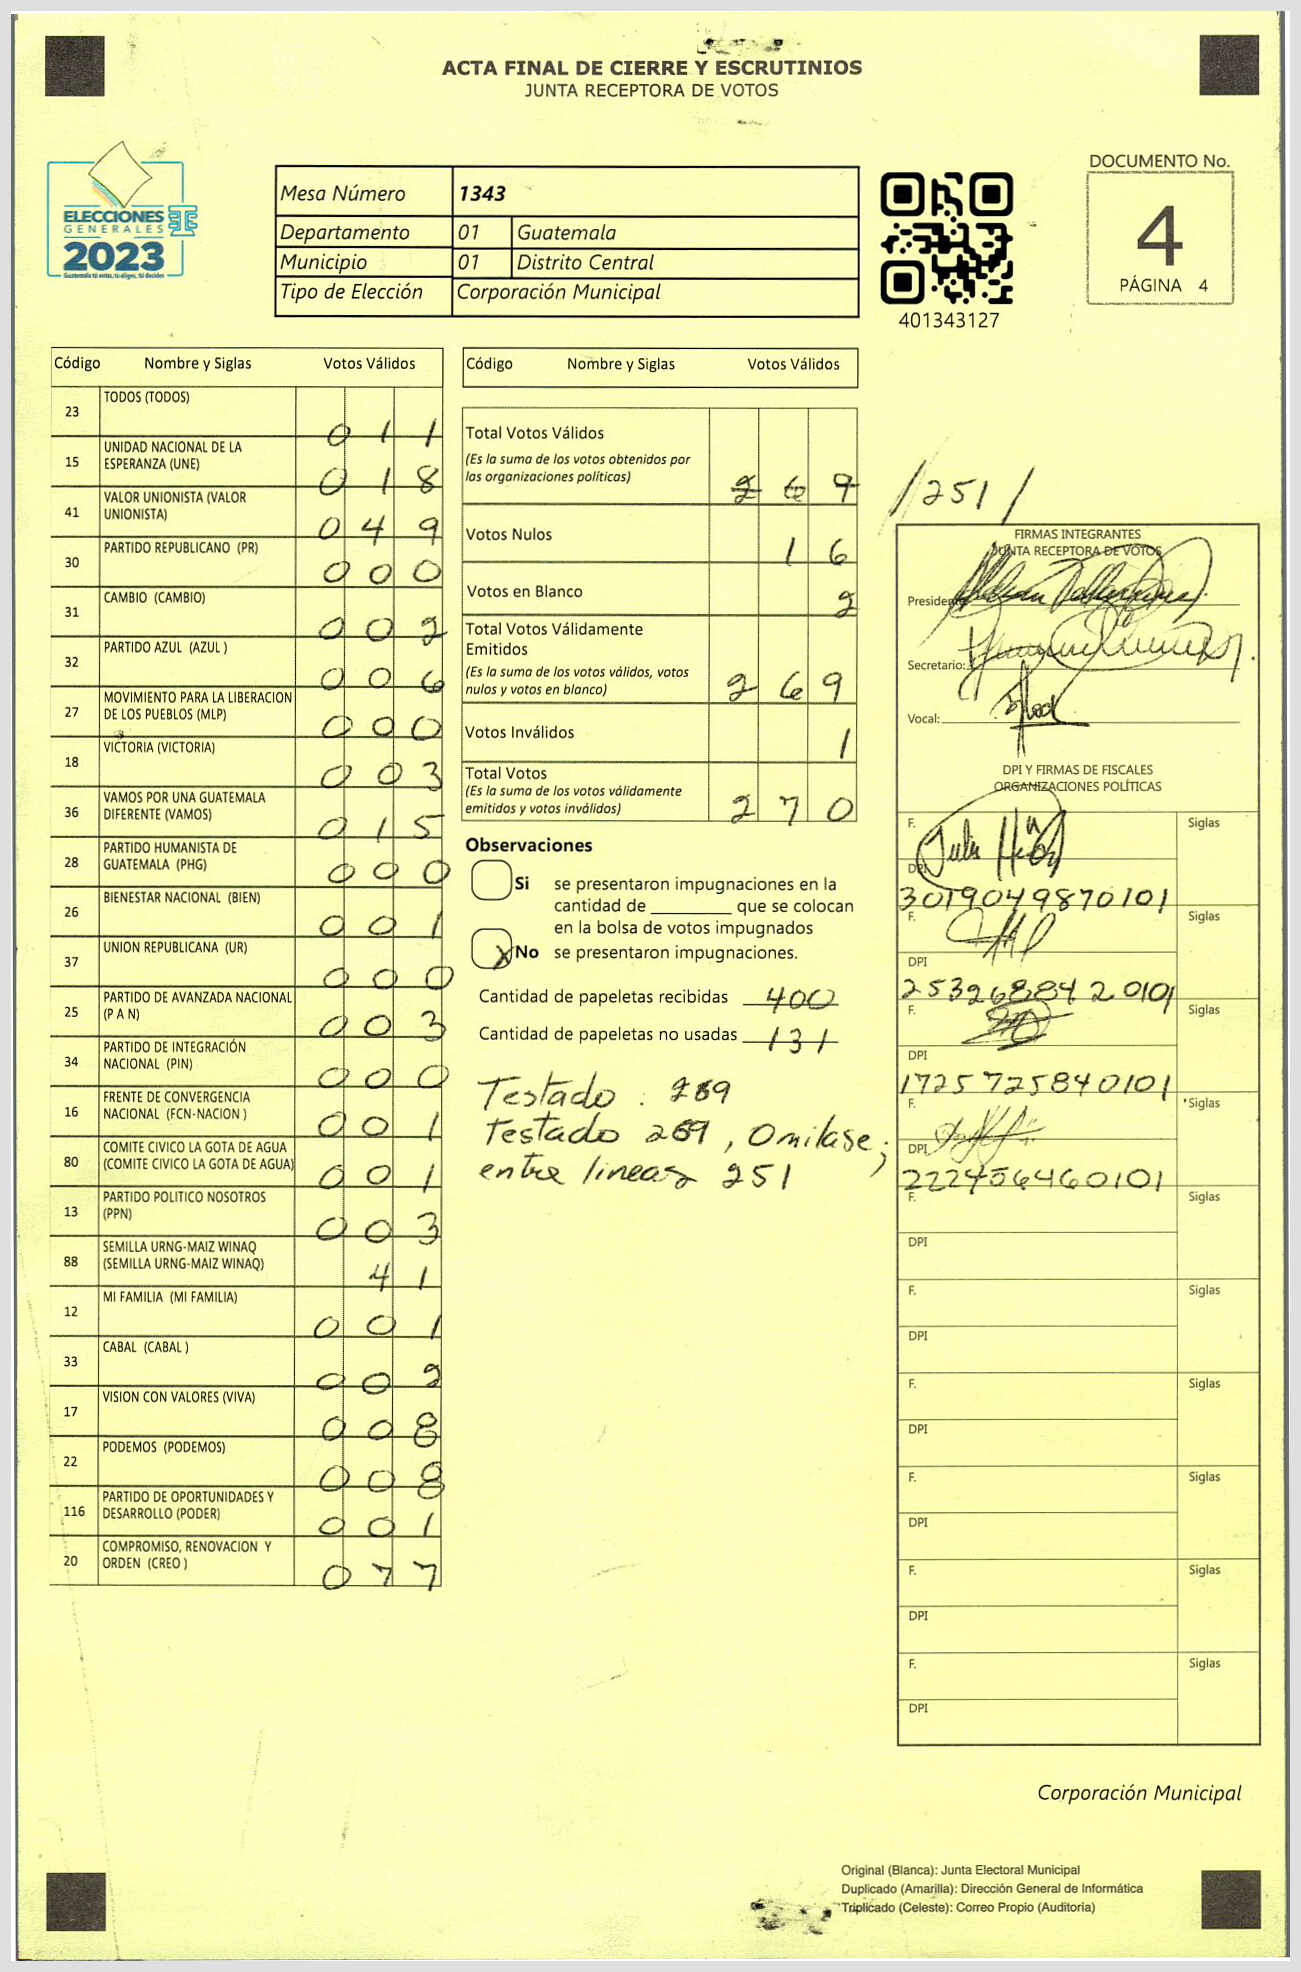 ACTA FINAL DE CIERRE Y ESCRUTINIOS
JUNTA RECEPTORA DE VOTOS
ELECCIONES
GENERALES
2023
Guatemala tú votas, tú eliges, tú decides
Mesa Número 1343
Departamento 01 Guatemala
Municipio 01 Distrito Central
Tipo de Elección Corporación Municipal
401343127
DOCUMENTO No.
4
PÁGINA 4
Código Nombre y Siglas Votos Válidos
23 TODOS (TODOS) 0 1 1
15 UNIDAD NACIONAL DE LA
ESPERANZA (UNE) 0 1 8
41 VALOR UNIONISTA (VALOR
UNIONISTA) 0 4 9
30 PARTIDO REPUBLICANO (PR) 0 0 0
31 CAMBIO (CAMBIO) 0 0 2
32 PARTIDO AZUL (AZUL ) 0 0 6
27 MOVIMIENTO PARA LA LIBERACION
DE LOS PUEBLOS (MLP) 0 0 0
18 VICTORIA (VICTORIA) 0 0 3
36 VAMOS POR UNA GUATEMALA
DIFERENTE (VAMOS) 0 1 5
28 PARTIDO HUMANISTA DE
GUATEMALA (PHG) 0 0 0
26 BIENESTAR NACIONAL (BIEN) 0 0 1
37 UNION REPUBLICANA (UR) 0 0 0
25 PARTIDO DE AVANZADA NACIONAL
(P A N) 0 0 3
34 PARTIDO DE INTEGRACIÓN
NACIONAL (PIN) 0 0 0
16 FRENTE DE CONVERGENCIA
NACIONAL (FCN-NACION ) 0 0 1
80 COMITE CIVICO LA GOTA DE AGUA
(COMITE CIVICO LA GOTA DE AGUA) 0 0 1
13 PARTIDO POLITICO NOSOTROS
(PPN) 0 0 3
88 SEMILLA URNG-MAIZ WINAQ
(SEMILLA URNG-MAIZ WINAQ) 4 1
12 MI FAMILIA (MI FAMILIA) 0 0 1
33 CABAL (CABAL ) 0 0 2
17 VISION CON VALORES (VIVA) 0 0 8
22 PODEMOS (PODEMOS) 0 0 8
116 PARTIDO DE OPORTUNIDADES Y
DESARROLLO (PODER) 0 0 1
20 COMPROMISO, RENOVACION Y
ORDEN (CREO ) 0 7 7
Código Nombre y Siglas Votos Válidos
Total Votos Válidos
(Es la suma de los votos obtenidos por
las organizaciones políticas) 2 6 9
/251/
Votos Nulos 1 6
Votos en Blanco 2
Total Votos Válidamente
Emitidos
(Es la suma de los votos válidos, votos
nulos y votos en blanco) 2 6 9
Votos Inválidos 1
Total Votos
(Es la suma de los votos válidamente
emitidos y votos inválidos) 2 7 0
Observaciones
Si se presentaron impugnaciones en la
cantidad de ________ que se colocan
en la bolsa de votos impugnados
X No se presentaron impugnaciones.
Cantidad de papeletas recibidas 400
Cantidad de papeletas no usadas 131
Testado : 269
Testado 269 , Omitase;
entre lineas 251
FIRMAS INTEGRANTES
JUNTA RECEPTORA DE VOTOS
Presidente:
Secretario:
Vocal:
DPI Y FIRMAS DE FISCALES
ORGANIZACIONES POLÍTICAS
F. Siglas
DPI
3019049870101
F. Siglas
DPI
2532688420101
F. Siglas
DPI
1725725840101
F. Siglas
DPI
2224564460101
F. Siglas
DPI
F. Siglas
DPI
F. Siglas
DPI
F. Siglas
DPI
F. Siglas
DPI
F. Siglas
DPI
Corporación Municipal
Original (Blanca): Junta Electoral Municipal
Duplicado (Amarilla): Dirección General de Informática
Triplicado (Celeste): Correo Propio (Auditoria)